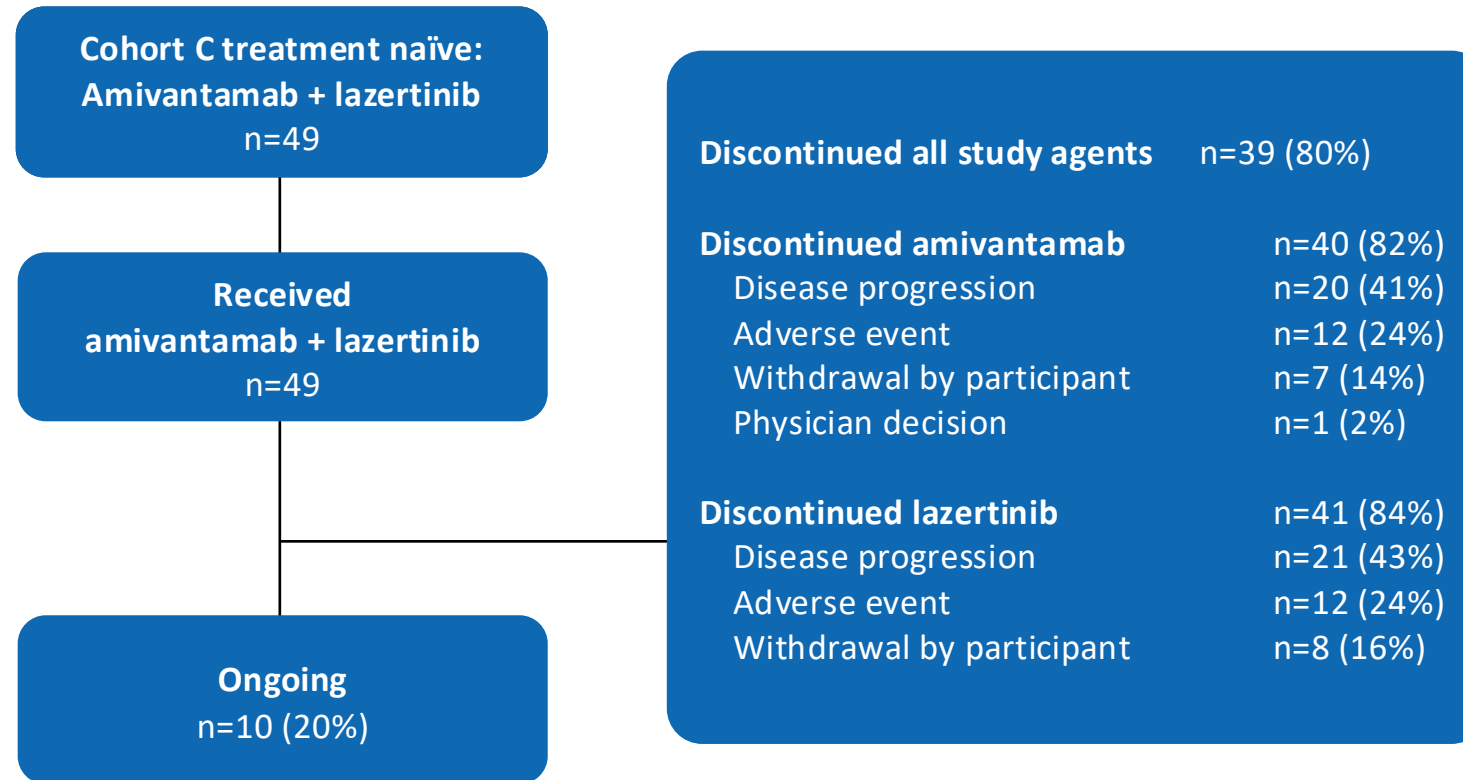 Cohort C treatment naïve:
Amivantamab + lazertinib
n=49
Received
amivantamab + lazertinib
n=49
Ongoing
n=10 (20%)
Discontinued all study agents n=39 (80%)
Discontinued amivantamab n=40 (82%)
Disease progression n=20 (41%)
Adverse event n=12 (24%)
Withdrawal by participant n=7 (14%)
Physician decision n=1 (2%)
Discontinued lazertinib n=41 (84%)
Disease progression n=21 (43%)
Adverse event n=12 (24%)
Withdrawal by participant n=8 (16%)